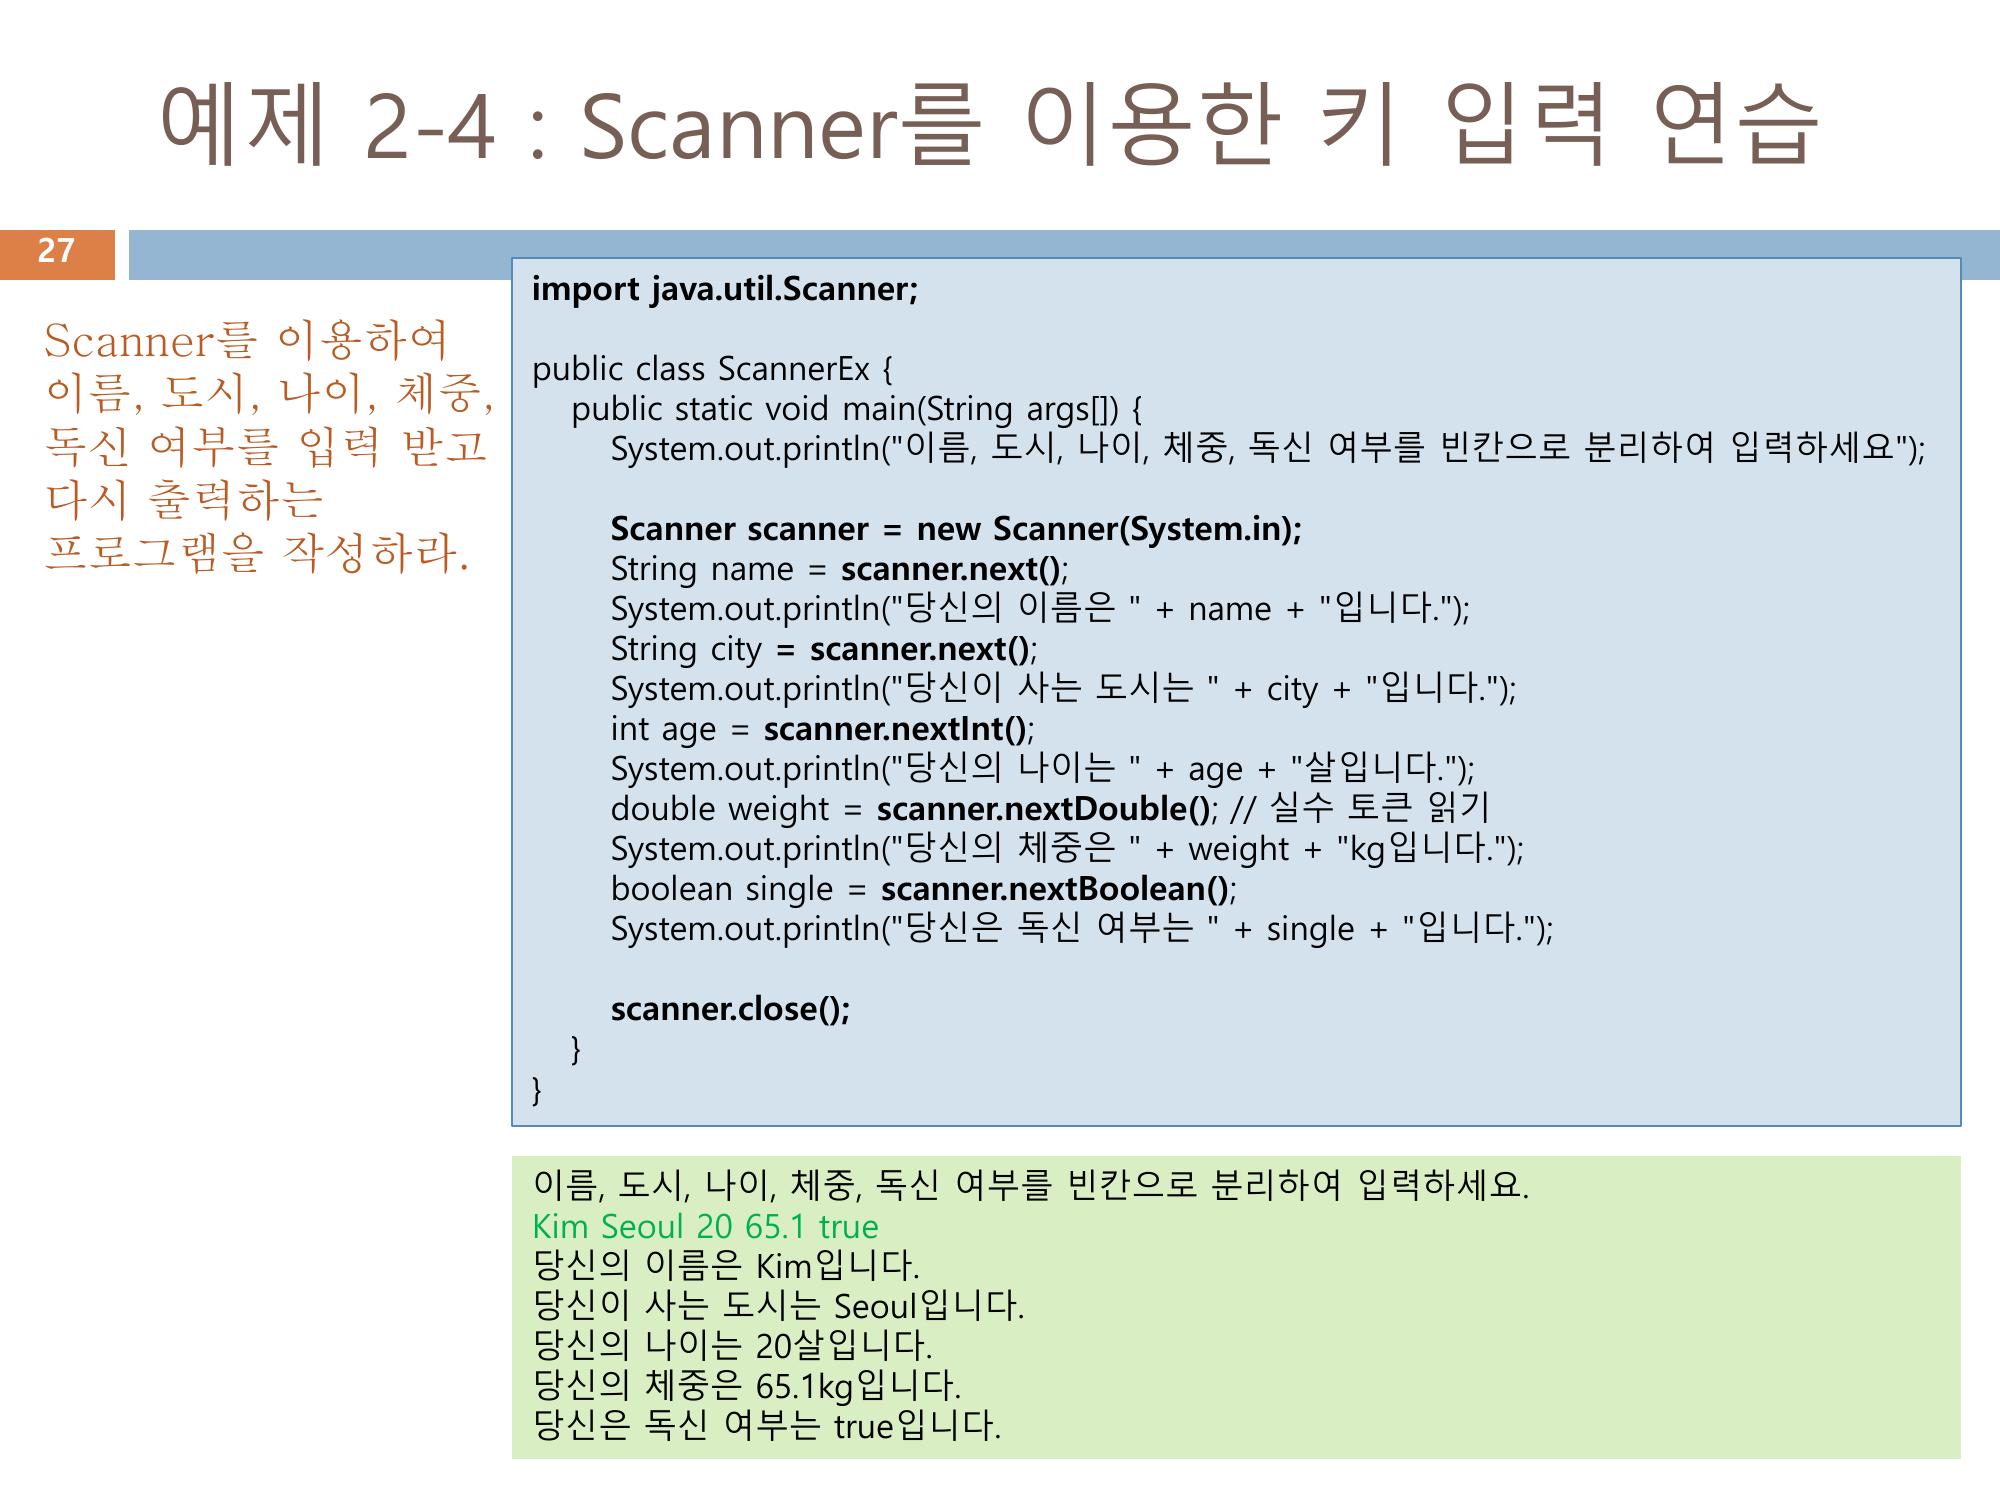 예제 2-4 : Scanner를 이용한 키 입력 연습
27
Scanner를 이용하여
이름, 도시, 나이, 체중,
독신 여부를 입력 받고
다시 출력하는
프로그램을 작성하라.
import java.util.Scanner;
public class ScannerEx {
public static void main(String args[]) {
System.out.println("이름, 도시, 나이, 체중, 독신 여부를 빈칸으로 분리하여 입력하세요");
Scanner scanner = new Scanner(System.in);
String name = scanner.next();
System.out.println("당신의 이름은 " + name + "입니다.");
String city = scanner.next();
System.out.println("당신이 사는 도시는 " + city + "입니다.");
int age = scanner.nextInt();
System.out.println("당신의 나이는 " + age + "살입니다.");
double weight = scanner.nextDouble(); // 실수 토큰 읽기
System.out.println("당신의 체중은 " + weight + "kg입니다.");
boolean single = scanner.nextBoolean();
System.out.println("당신은 독신 여부는 " + single + "입니다.");
scanner.close();
}
}
이름, 도시, 나이, 체중, 독신 여부를 빈칸으로 분리하여 입력하세요.
Kim Seoul 20 65.1 true
당신의 이름은 Kim입니다.
당신이 사는 도시는 Seoul입니다.
당신의 나이는 20살입니다.
당신의 체중은 65.1kg입니다.
당신은 독신 여부는 true입니다.